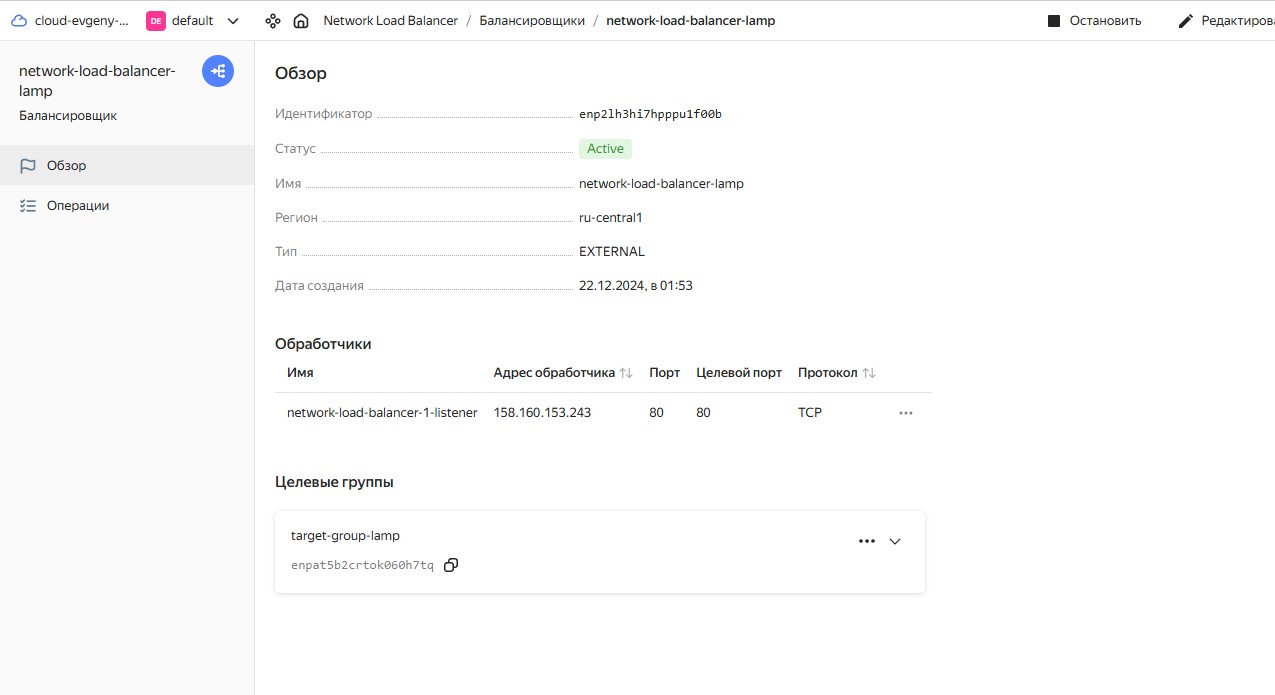 cloud-evgeny-... DE default Network Load Balancer / Балансировщики / network-load-balancer-lamp Остановить Редактирова
network-load-balancer-
lamp
Балансировщик
Обзор
Операции
Обзор
Идентификатор enp2lh3hi7hpppu1f00b
Статус Active
Имя network-load-balancer-lamp
Регион ru-central1
Тип EXTERNAL
Дата создания 22.12.2024, в 01:53
Обработчики
Имя Адрес обработчика Порт Целевой порт Протокол
network-load-balancer-1-listener 158.160.153.243 80 80 TCP
Целевые группы
target-group-lamp
enpat5b2crtok060h7tq